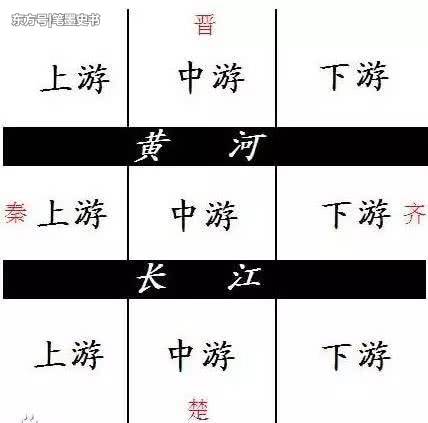 东方号|笔墨史书
晋
上游 中游 下游
黄 河
秦 上游 中游 下游 齐
长 江
上游 中游 下游
楚